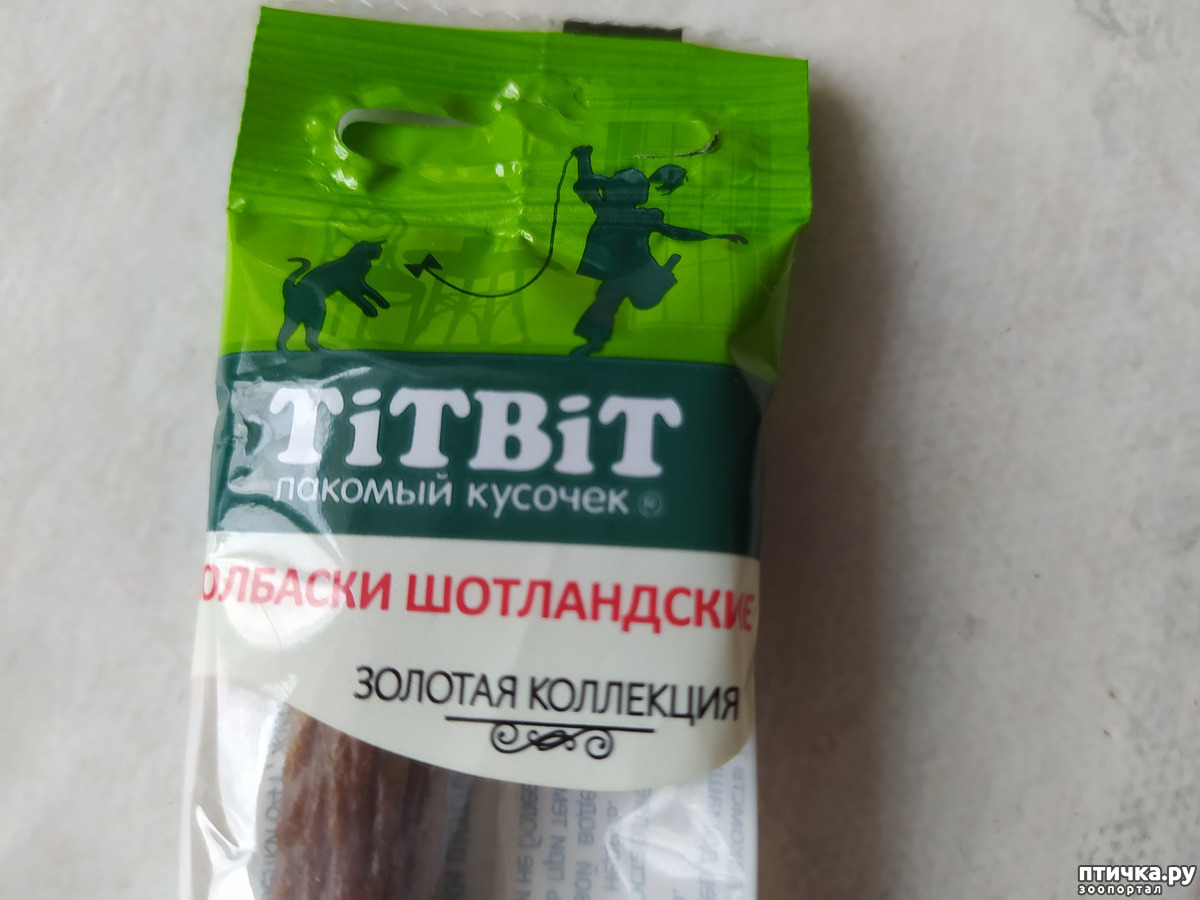 TiTBiT
лакомый кусочек ®
ОЛБАСКИ ШОТЛАНДСКИЕ
ЗОЛОТАЯ КОЛЛЕКЦИЯ
птичка.ру
зоопортал